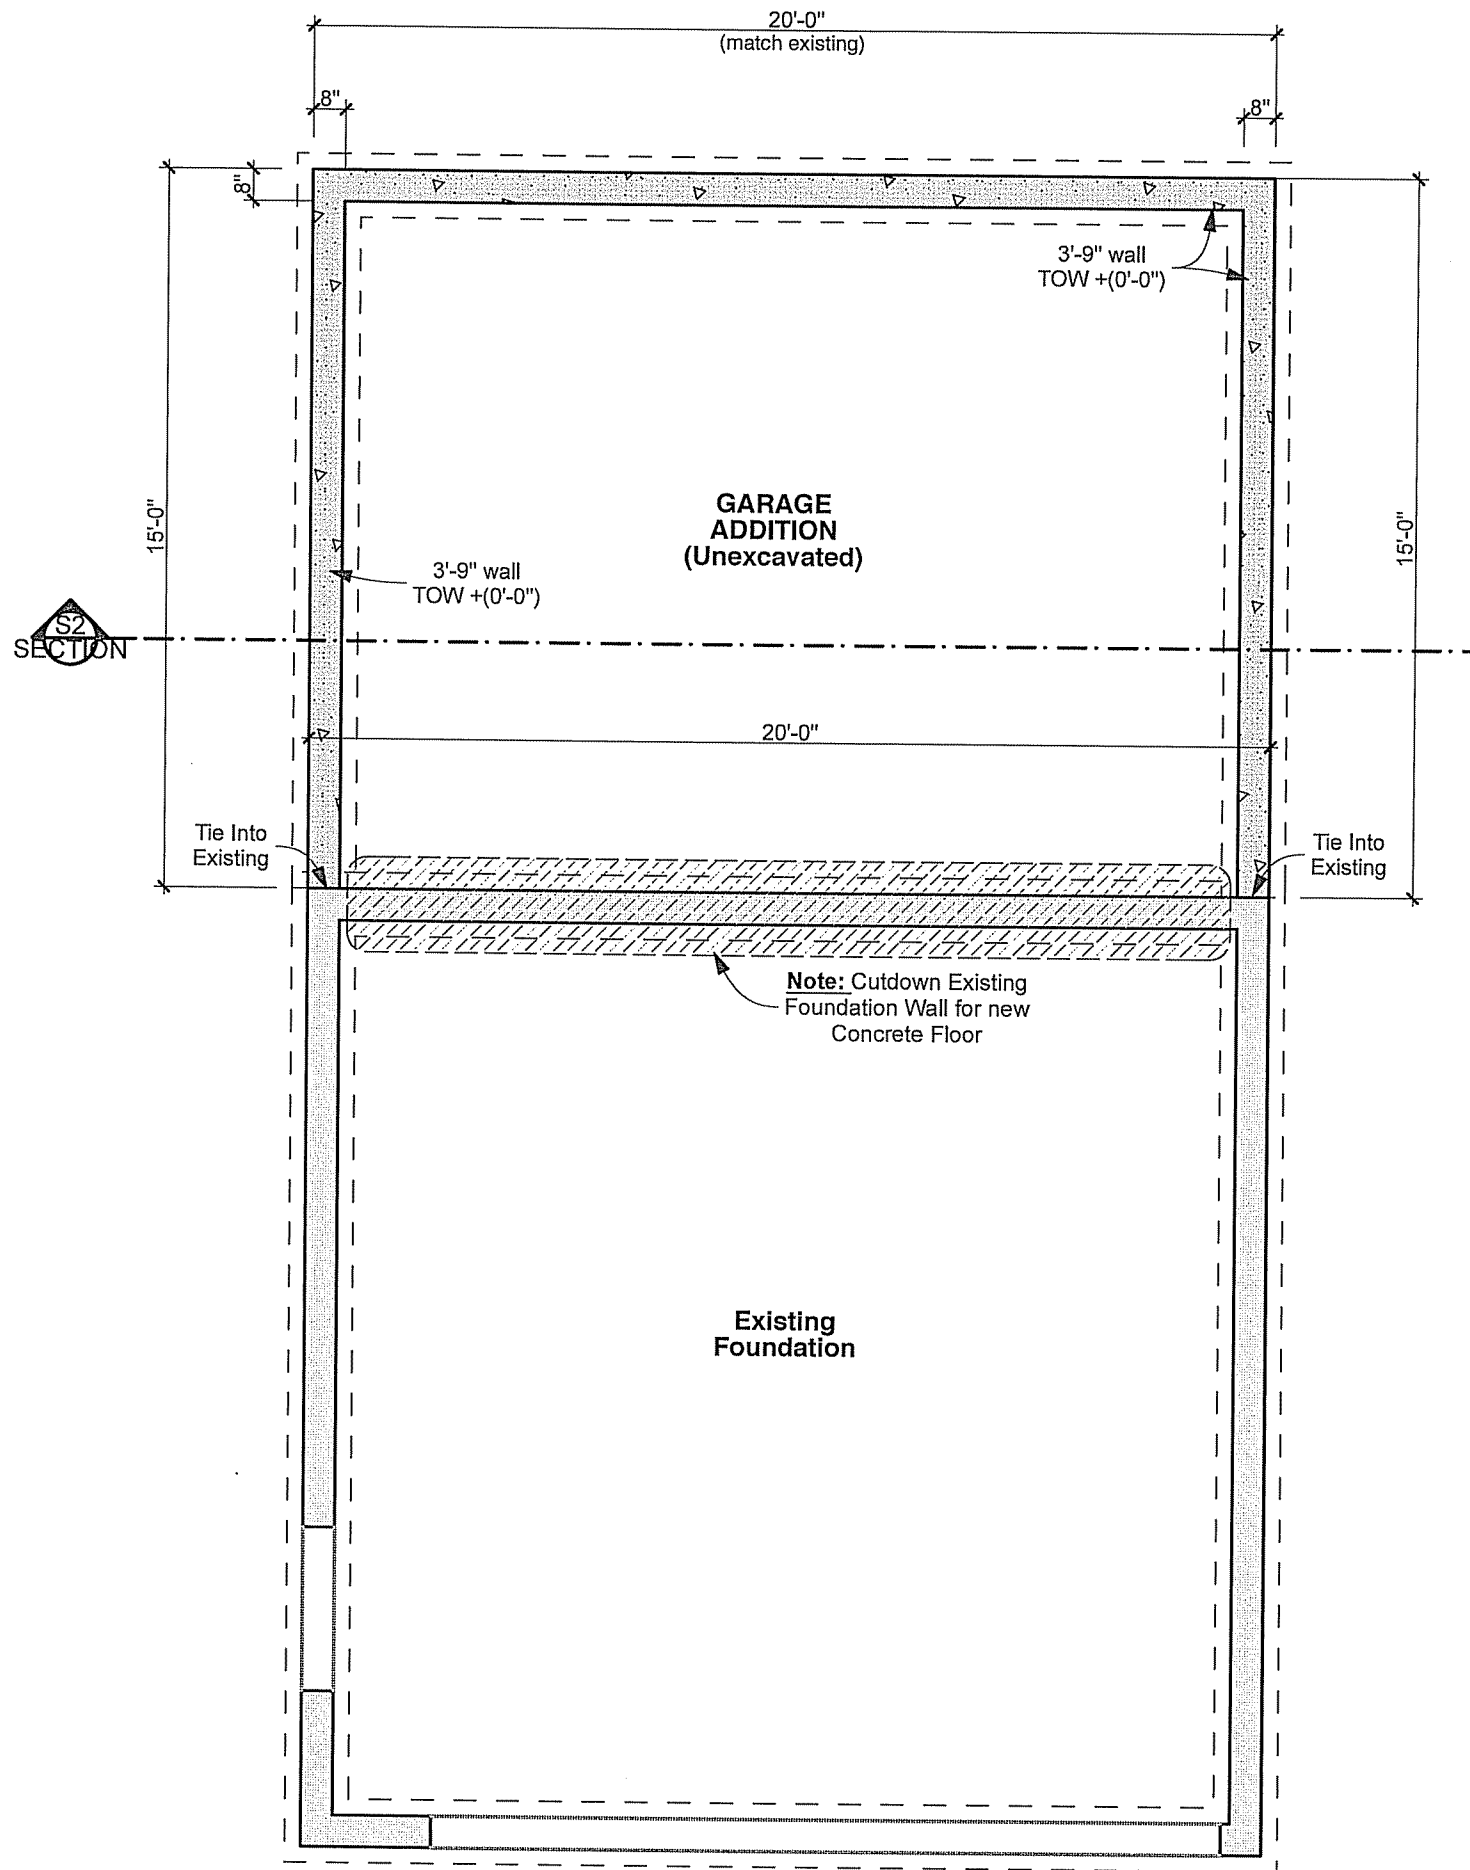 20'-0"
(match existing)
8"
8"
8"
3'-9" wall
TOW +(0'-0")
15'-0"
GARAGE
ADDITION
(Unexcavated)
15'-0"
3'-9" wall
TOW +(0'-0")
S2
SECTION
20'-0"
Tie Into
Existing
Tie Into
Existing
Note: Cutdown Existing
Foundation Wall for new
Concrete Floor
Existing
Foundation